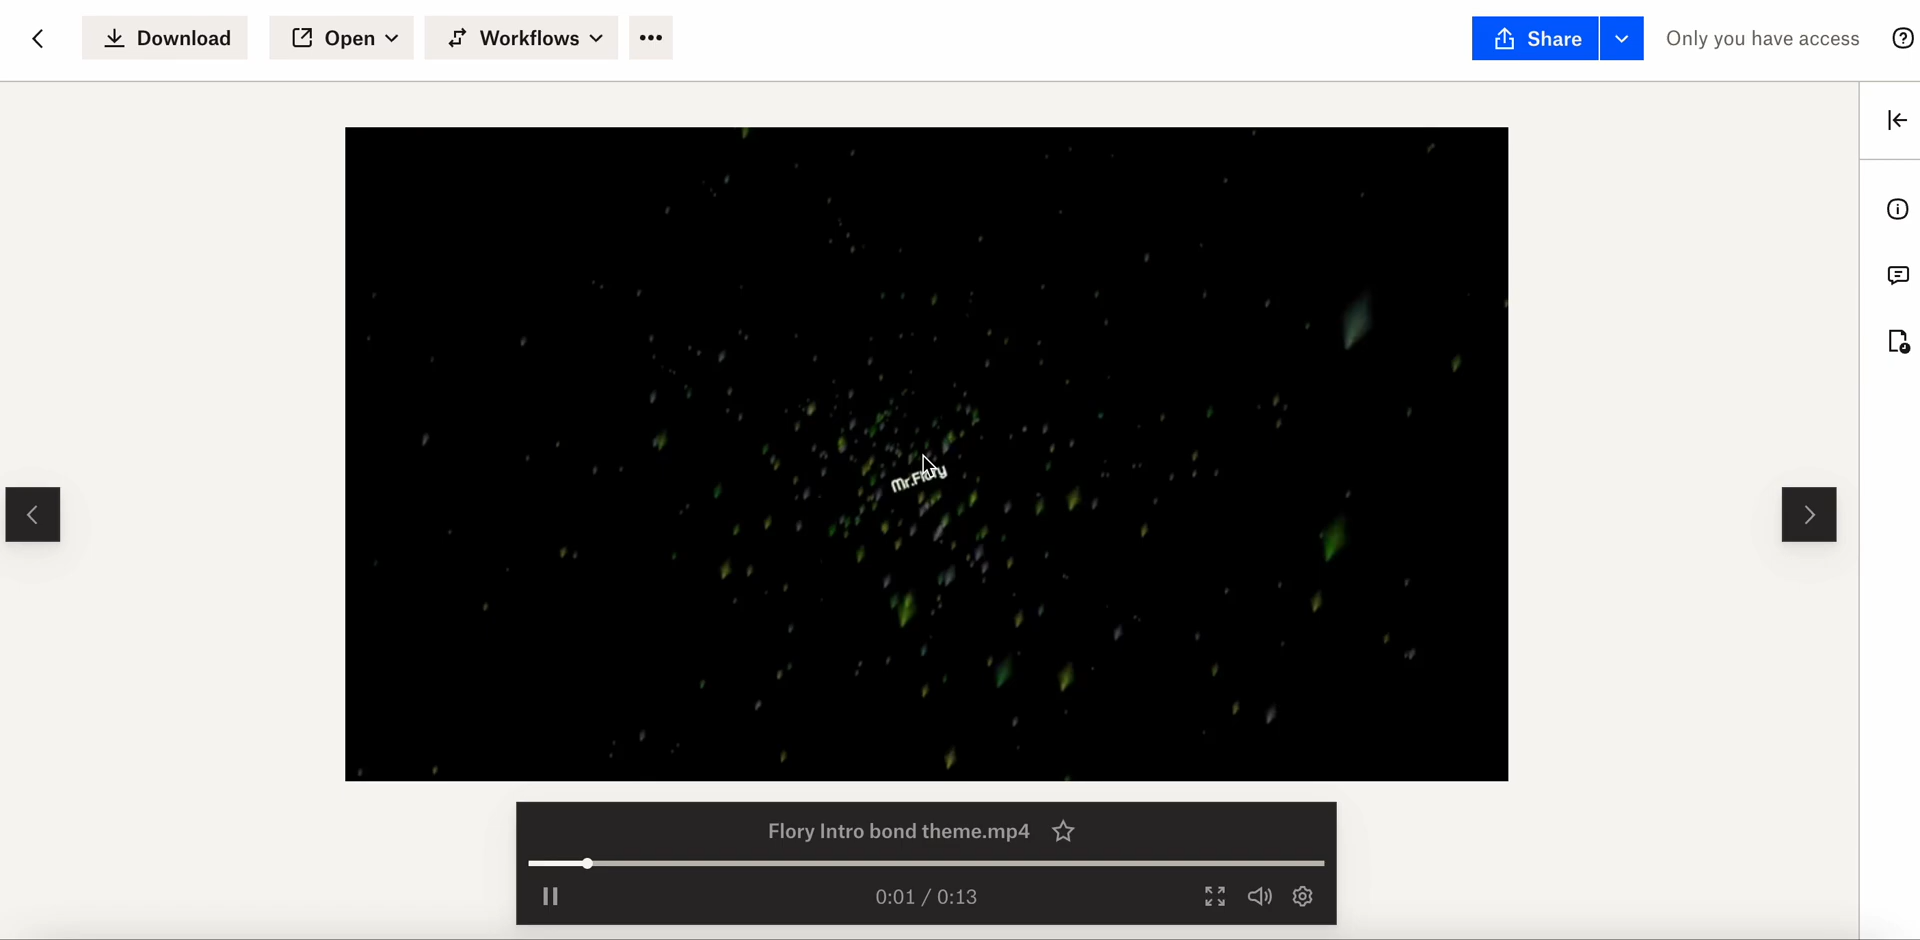 Download
Open
Workflows
Share
Only you have access
Mr.Flory
Flory Intro bond theme.mp4
0:01 / 0:13